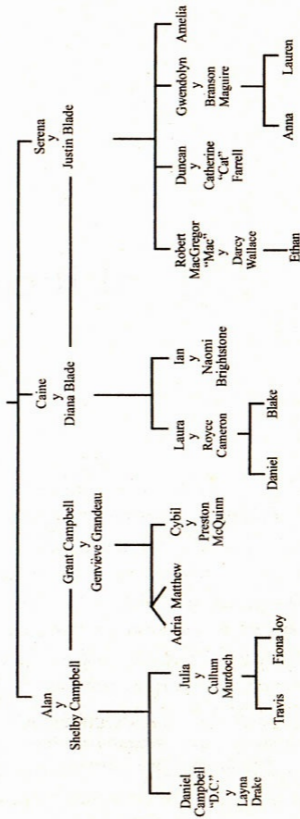 Alan
y
Shelby Campbell
Grant Campbell
y
Geneviève Grandeau
Caine
y
Diana Blade
Serena
y
Justin Blade
Daniel
Campbell
"D.C."
y
Layna
Drake
Julia
y
Cullum
Murdoch
Adria
Matthew
Cybil
y
Preston
McQuinn
Laura
y
Royce
Cameron
Ian
y
Naomi
Brightstone
Robert
MacGregor
"Mac"
y
Darcy
Wallace
Duncan
y
Catherine
"Cat"
Farrell
Gwendolyn
y
Branson
Maguire
Amelia
Travis
Fiona Joy
Daniel
Blake
Ethan
Anna
Lauren